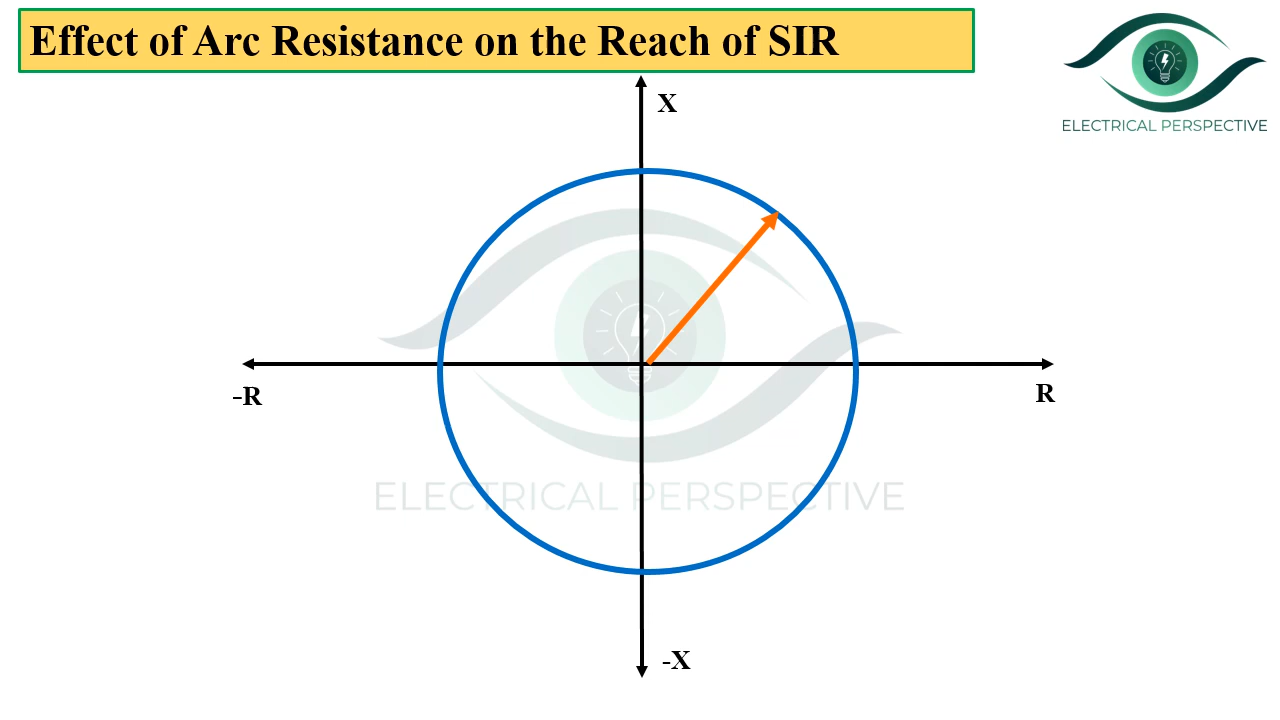 Effect of Arc Resistance on the Reach of SIR
ELECTRICAL PERSPECTIVE
X
-R
R
ELECTRICAL PERSPECTIVE
-X